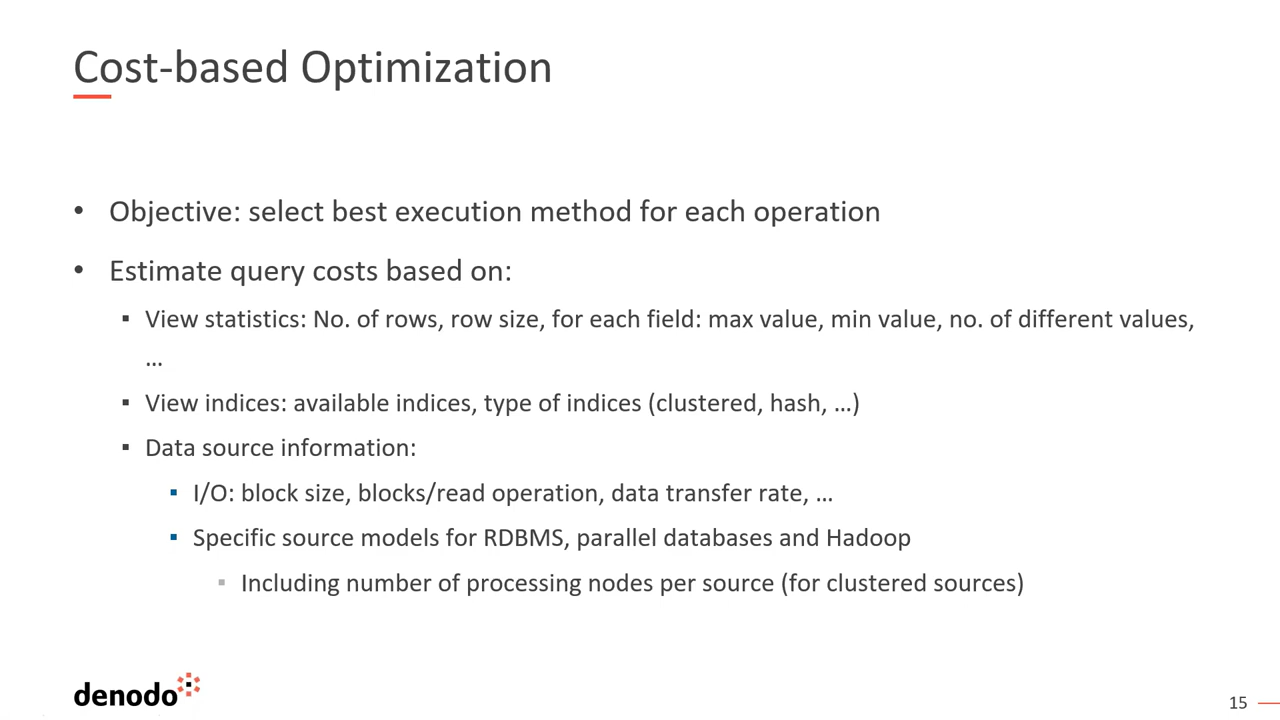 Cost-based Optimization
• Objective: select best execution method for each operation
• Estimate query costs based on:
▪ View statistics: No. of rows, row size, for each field: max value, min value, no. of different values,
…
▪ View indices: available indices, type of indices (clustered, hash, …)
▪ Data source information:
▪ I/O: block size, blocks/read operation, data transfer rate, …
▪ Specific source models for RDBMS, parallel databases and Hadoop
▪ Including number of processing nodes per source (for clustered sources)
denodo
15